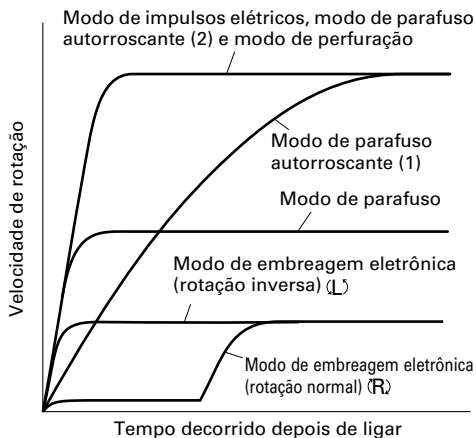 Modo de impulsos elétricos, modo de parafuso
autorroscante (2) e modo de perfuração
Modo de parafuso
autorroscante (1)
Modo de parafuso
Modo de embreagem eletrônica
(rotação inversa) (L)
Modo de embreagem eletrônica
(rotação normal) (R)
Velocidade de rotação
Tempo decorrido depois de ligar